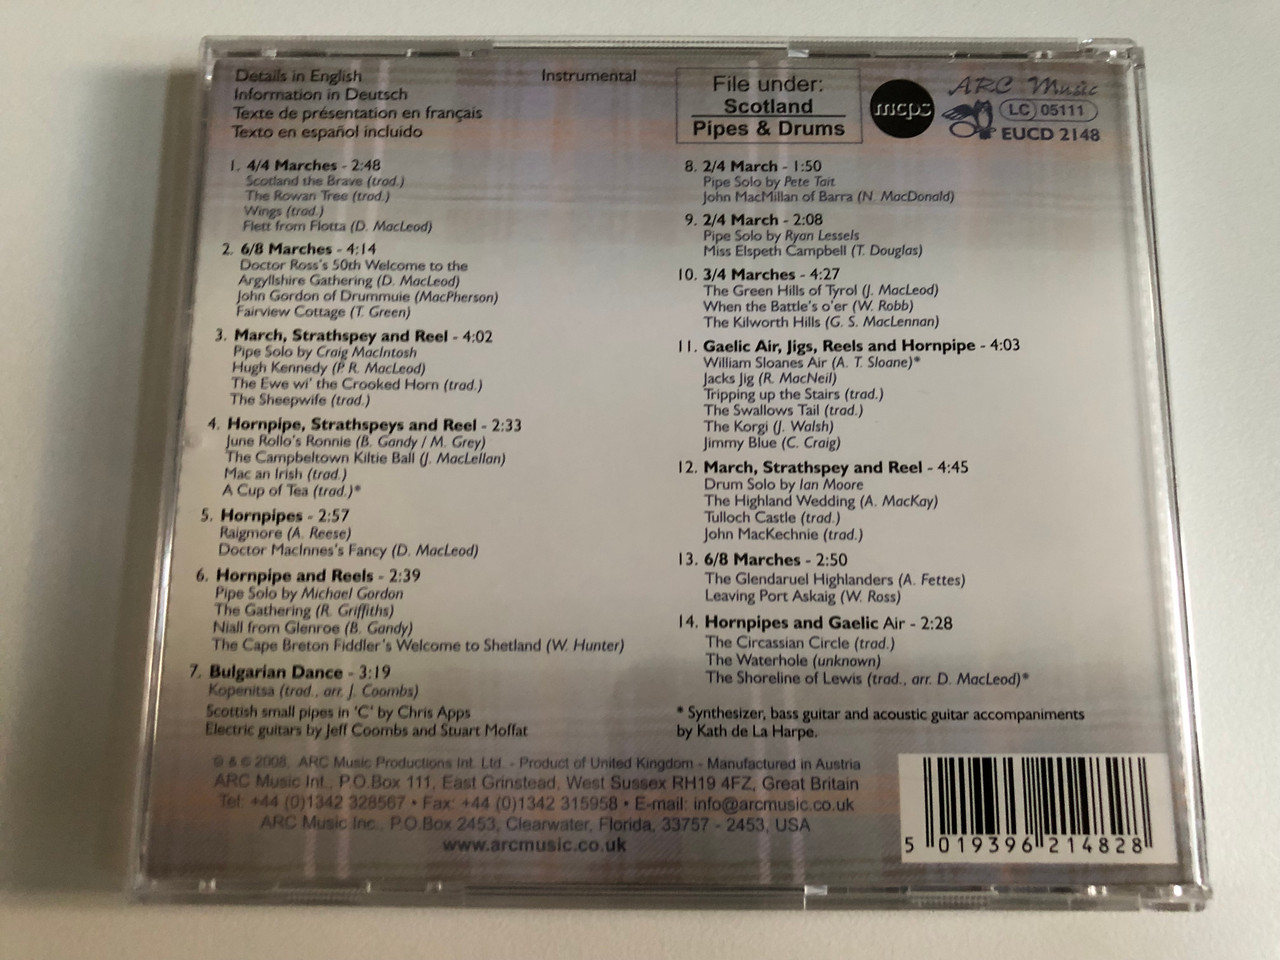 Details in English
Information in Deutsch
Texte de présentation en français
Texto en español incluido
Instrumental
File under:
Scotland
Pipes & Drums
mcps
ARC Music
LC 05111
EUCD 2148
1. 4/4 Marches - 2:48
Scotland the Brave (trad.)
The Rowan Tree (trad.)
Wings (trad.)
Flett from Flotta (D. MacLeod)
2. 6/8 Marches - 4:14
Doctor Ross's 50th Welcome to the
Argyllshire Gathering (D. MacLeod)
John Gordon of Drummuie (MacPherson)
Fairview Cottage (T. Green)
3. March, Strathspey and Reel - 4:02
Pipe Solo by Craig MacIntosh
Hugh Kennedy (P. R. MacLeod)
The Ewe wi' the Crooked Horn (trad.)
The Sheepwife (trad.)
4. Hornpipe, Strathspeys and Reel - 2:33
June Rollo's Ronnie (B. Gandy / M. Grey)
The Campbeltown Kiltie Ball (J. MacLellan)
Mac an Irish (trad.)
A Cup of Tea (trad.)*
5. Hornpipes - 2:57
Raigmore (A. Reese)
Doctor MacInnes's Fancy (D. MacLeod)
6. Hornpipe and Reels - 2:39
Pipe Solo by Michael Gordon
The Gathering (R. Griffiths)
Niall from Glenroe (B. Gandy)
The Cape Breton Fiddler's Welcome to Shetland (W. Hunter)
7. Bulgarian Dance - 3:19
Kopenitsa (trad., arr. J. Coombs)
Scottish small pipes in 'C' by Chris Apps
Electric guitars by Jeff Coombs and Stuart Moffat
8. 2/4 March - 1:50
Pipe Solo by Pete Tait
John MacMillan of Barra (N. MacDonald)
9. 2/4 March - 2:08
Pipe Solo by Ryan Lessels
Miss Elspeth Campbell (T. Douglas)
10. 3/4 Marches - 4:27
The Green Hills of Tyrol (J. MacLeod)
When the Battle's o'er (W. Robb)
The Kilworth Hills (G. S. MacLennan)
11. Gaelic Air, Jigs, Reels and Hornpipe - 4:03
William Sloanes Air (A. T. Sloane)*
Jacks Jig (R. MacNeil)
Tripping up the Stairs (trad.)
The Swallows Tail (trad.)
The Korgi (J. Walsh)
Jimmy Blue (C. Craig)
12. March, Strathspey and Reel - 4:45
Drum Solo by Ian Moore
The Highland Wedding (A. MacKay)
Tulloch Castle (trad.)
John MacKechnie (trad.)
13. 6/8 Marches - 2:50
The Glendaruel Highlanders (A. Fettes)
Leaving Port Askaig (W. Ross)
14. Hornpipes and Gaelic Air - 2:28
The Circassian Circle (trad.)
The Waterhole (unknown)
The Shoreline of Lewis (trad., arr. D. MacLeod)*
* Synthesizer, bass guitar and acoustic guitar accompaniments
by Kath de La Harpe.
℗ & © 2008, ARC Music Productions Int. Ltd. - Product of United Kingdom - Manufactured in Austria
ARC Music Int., P.O.Box 111, East Grinstead, West Sussex RH19 4FZ, Great Britain
Tel: +44 (0)1342 328567 • Fax: +44 (0)1342 315958 • E-mail: info@arcmusic.co.uk
ARC Music Inc., P.O.Box 2453, Clearwater, Florida, 33757 - 2453, USA
www.arcmusic.co.uk
5 019396 214828